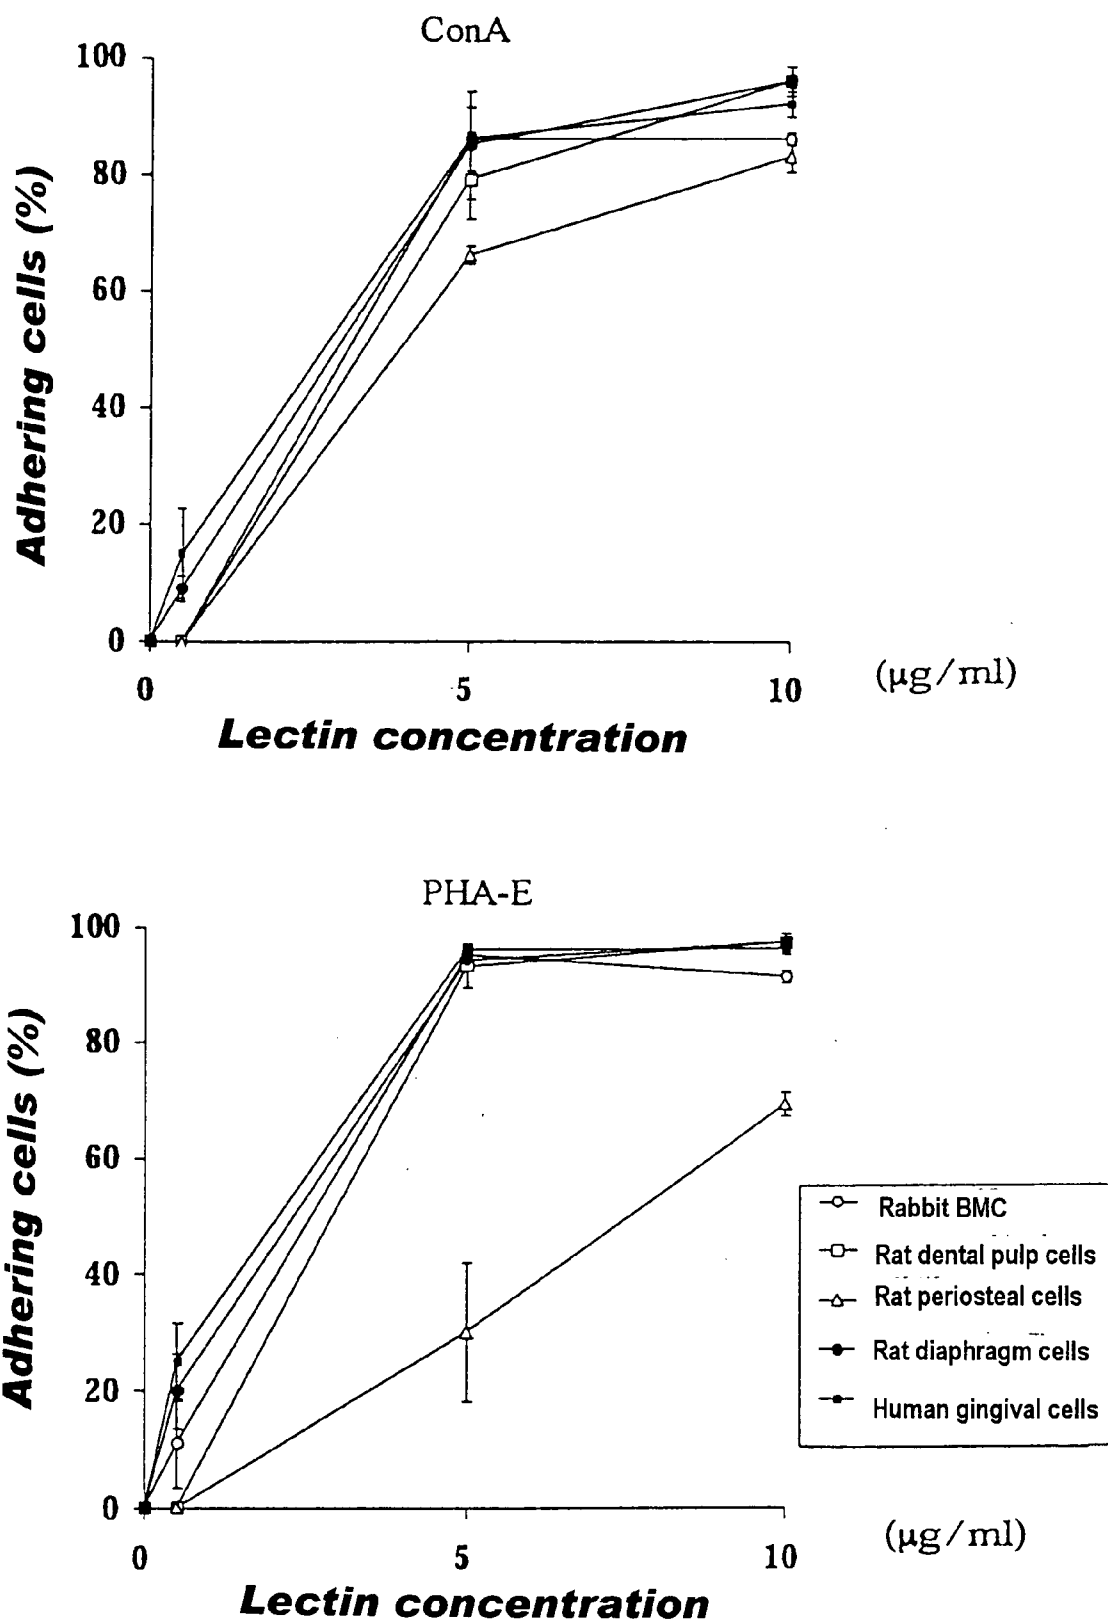 ConA
100
80
60
40
20
0
Adhering cells (%)
0 5 10 (μg/ml)
Lectin concentration
PHA-E
100
80
60
40
20
0
Adhering cells (%)
Rabbit BMC
Rat dental pulp cells
Rat periosteal cells
Rat diaphragm cells
Human gingival cells
0 5 10 (μg/ml)
Lectin concentration